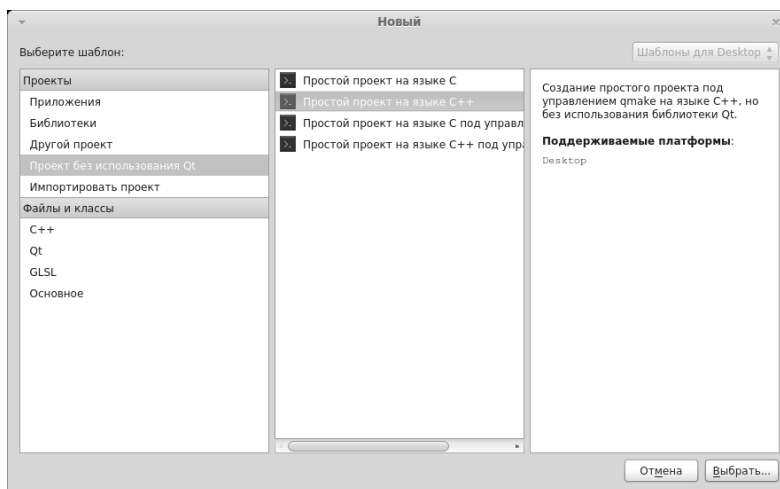 Новый
Выберите шаблон:
Шаблоны для Desktop
Проекты
Приложения
Библиотеки
Другой проект
Проект без использования Qt
Импортировать проект
Файлы и классы
C++
Qt
GLSL
Основное
Простой проект на языке C
Простой проект на языке C++
Простой проект на языке C под управл
Простой проект на языке C++ под упра
Создание простого проекта под
управлением qmake на языке C++, но
без использования библиотеки Qt.
Поддерживаемые платформы:
Desktop
Отмена
Выбрать...